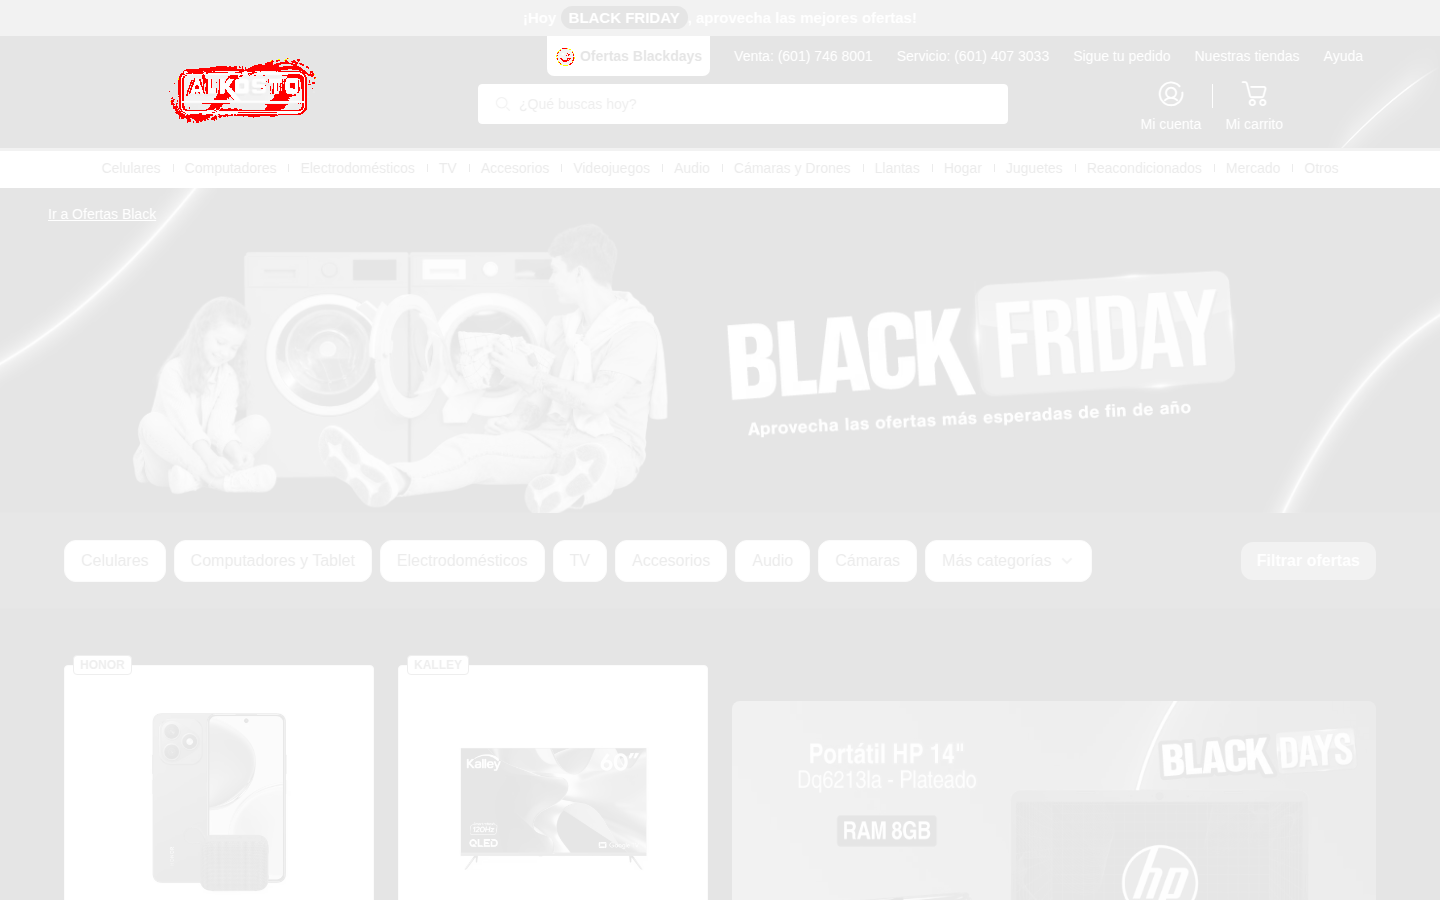 ¡Hoy BLACK FRIDAY, aprovecha las mejores ofertas!
Ofertas Blackdays
Venta: (601) 746 8001
Servicio: (601) 407 3033
Sigue tu pedido
Nuestras tiendas
Ayuda
ALKOSTO
¿Qué buscas hoy?
Mi cuenta
Mi carrito
Celulares
Computadores
Electrodomésticos
TV
Accesorios
Videojuegos
Audio
Cámaras y Drones
Llantas
Hogar
Juguetes
Reacondicionados
Mercado
Otros
Ir a Ofertas Black
BLACK FRIDAY
Aprovecha las ofertas más esperadas de fin de año
Celulares
Computadores y Tablet
Electrodomésticos
TV
Accesorios
Audio
Cámaras
Más categorías
Filtrar ofertas
HONOR
KALLEY
Kalley
60”
120Hz
QLED
Portátil HP 14"
Dq6213la - Plateado
RAM 8GB
BLACK DAYS
hp